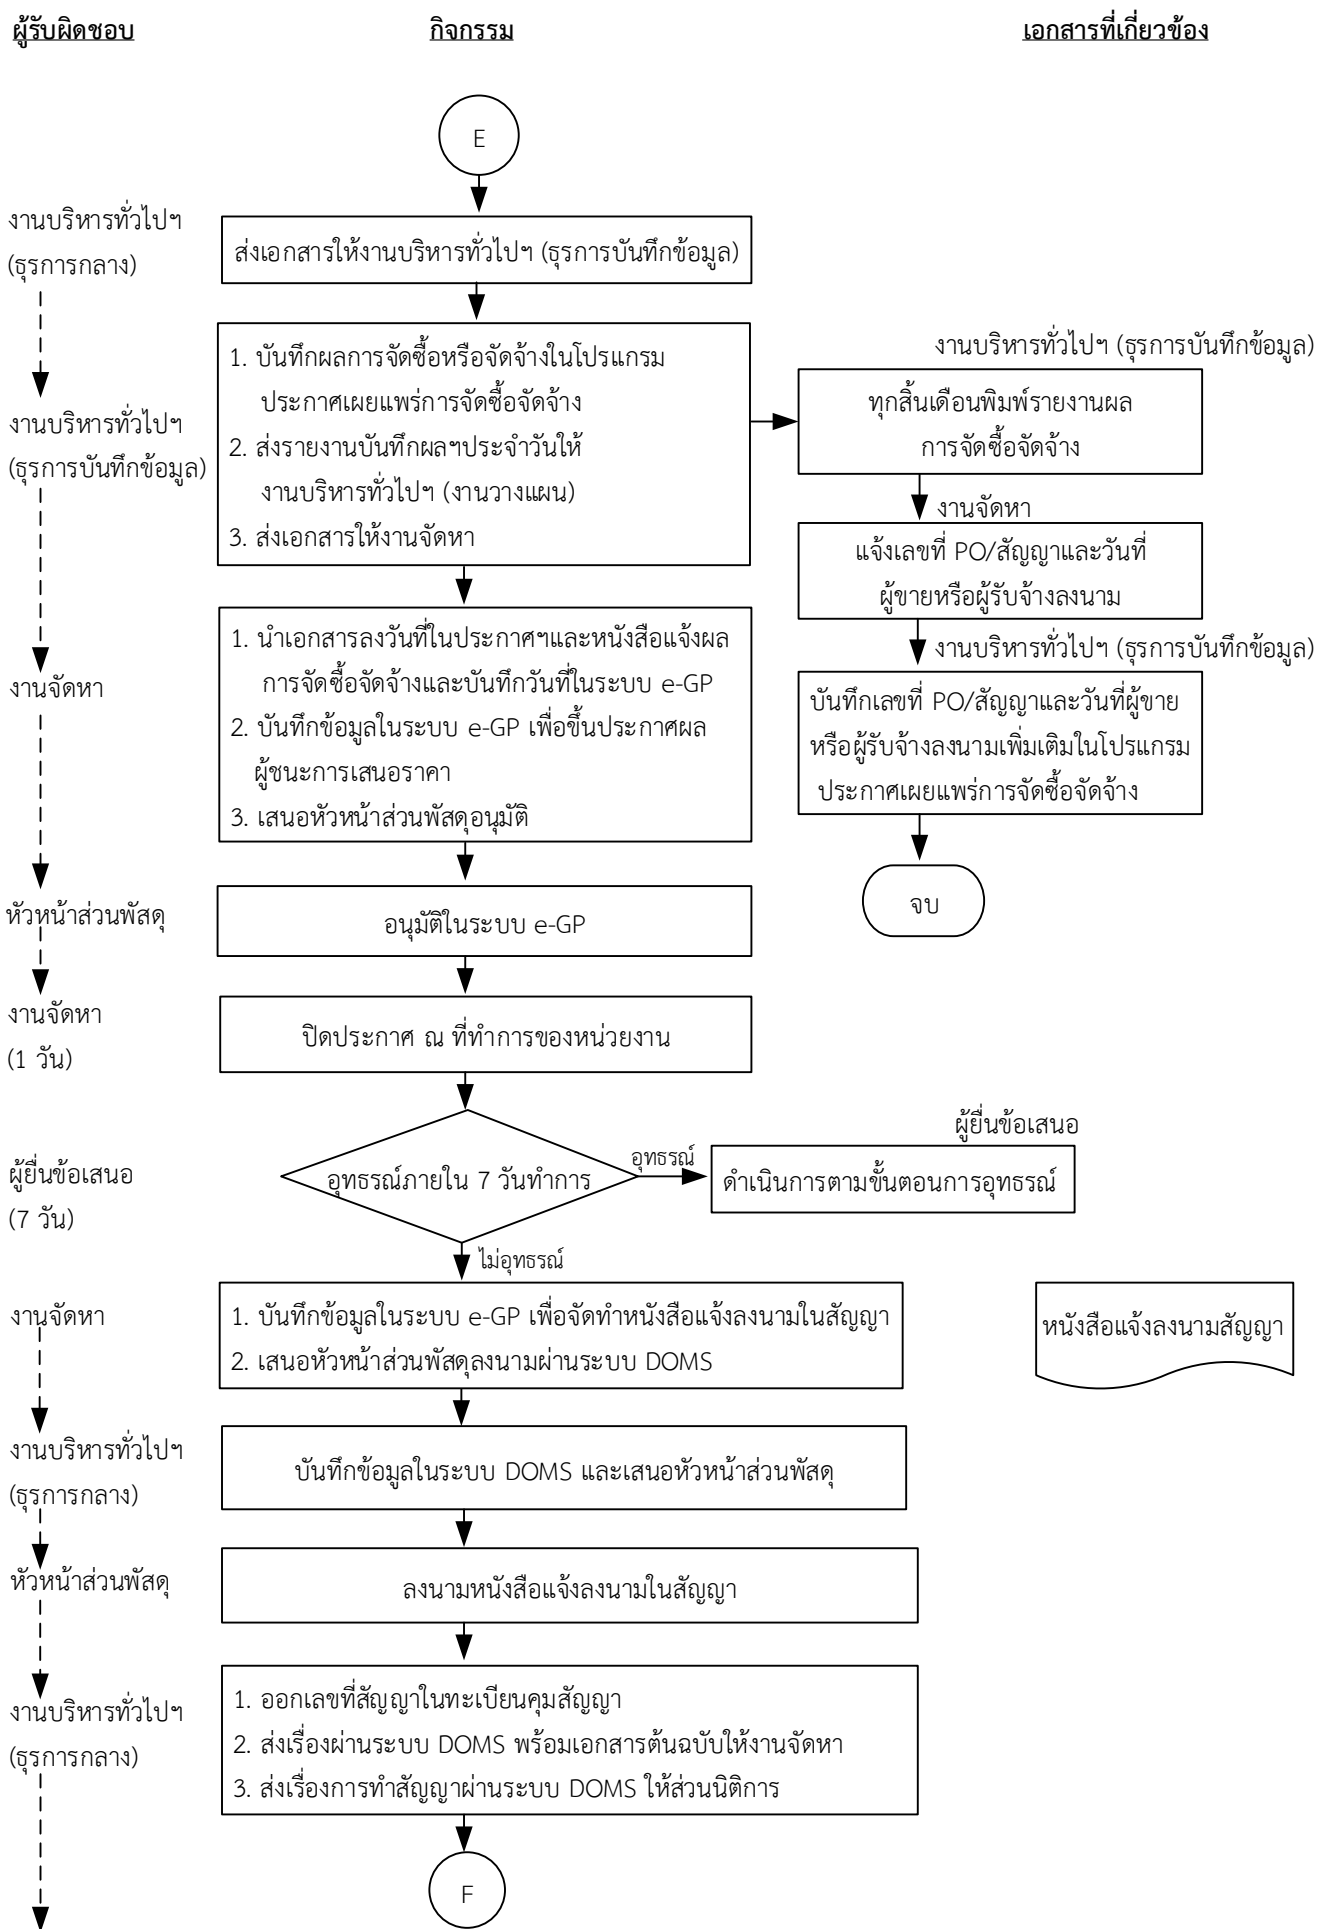 ผู้รับผิดชอบ
กิจกรรม
เอกสารที่เกี่ยวข้อง
E
งานบริหารทั่วไปฯ
(ธุรการกลาง)
ส่งเอกสารให้งานบริหารทั่วไปฯ (ธุรการบันทึกข้อมูล)
งานบริหารทั่วไปฯ
(ธุรการบันทึกข้อมูล)
1. บันทึกผลการจัดซื้อหรือจัดจ้างในโปรแกรม
ประกาศเผยแพร่การจัดซื้อจัดจ้าง
2. ส่งรายงานบันทึกผลฯประจำวันให้
งานบริหารทั่วไปฯ (งานวางแผน)
3. ส่งเอกสารให้งานจัดหา
งานบริหารทั่วไปฯ (ธุรการบันทึกข้อมูล)
ทุกสิ้นเดือนพิมพ์รายงานผล
การจัดซื้อจัดจ้าง
งานจัดหา
แจ้งเลขที่ PO/สัญญาและวันที่
ผู้ขายหรือผู้รับจ้างลงนาม
งานบริหารทั่วไปฯ (ธุรการบันทึกข้อมูล)
บันทึกเลขที่ PO/สัญญาและวันที่ผู้ขาย
หรือผู้รับจ้างลงนามเพิ่มเติมในโปรแกรม
ประกาศเผยแพร่การจัดซื้อจัดจ้าง
จบ
งานจัดหา
1. นำเอกสารลงวันที่ในประกาศฯและหนังสือแจ้งผล
การจัดซื้อจัดจ้างและบันทึกวันที่ในระบบ e-GP
2. บันทึกข้อมูลในระบบ e-GP เพื่อขึ้นประกาศผล
ผู้ชนะการเสนอราคา
3. เสนอหัวหน้าส่วนพัสดุอนุมัติ
หัวหน้าส่วนพัสดุ
อนุมัติในระบบ e-GP
งานจัดหา
(1 วัน)
ปิดประกาศ ณ ที่ทำการของหน่วยงาน
ผู้ยื่นข้อเสนอ
(7 วัน)
อุทธรณ์ภายใน 7 วันทำการ
อุทธรณ์
ผู้ยื่นข้อเสนอ
ดำเนินการตามขั้นตอนการอุทธรณ์
ไม่อุทธรณ์
งานจัดหา
1. บันทึกข้อมูลในระบบ e-GP เพื่อจัดทำหนังสือแจ้งลงนามในสัญญา
2. เสนอหัวหน้าส่วนพัสดุลงนามผ่านระบบ DOMS
หนังสือแจ้งลงนามสัญญา
งานบริหารทั่วไปฯ
(ธุรการกลาง)
บันทึกข้อมูลในระบบ DOMS และเสนอหัวหน้าส่วนพัสดุ
หัวหน้าส่วนพัสดุ
ลงนามหนังสือแจ้งลงนามในสัญญา
งานบริหารทั่วไปฯ
(ธุรการกลาง)
1. ออกเลขที่สัญญาในทะเบียนคุมสัญญา
2. ส่งเรื่องผ่านระบบ DOMS พร้อมเอกสารต้นฉบับให้งานจัดหา
3. ส่งเรื่องการทำสัญญาผ่านระบบ DOMS ให้ส่วนนิติการ
F